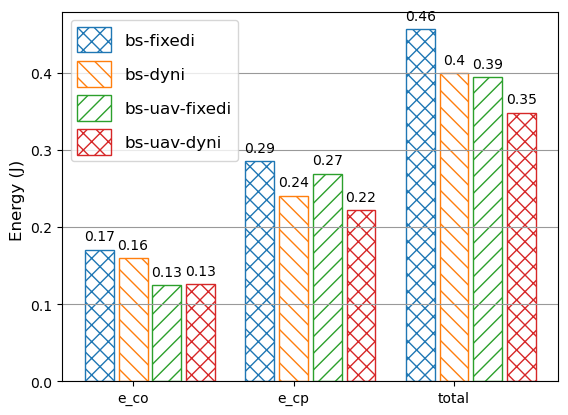 0.46
bs-fixedi
bs-dyni
bs-uav-fixedi
bs-uav-dyni
0.4
0.39
0.35
0.29
0.24
0.27
0.22
0.17
0.16
0.13
0.13
Energy (J)
0.4
0.3
0.2
0.1
0.0
e_co
e_cp
total